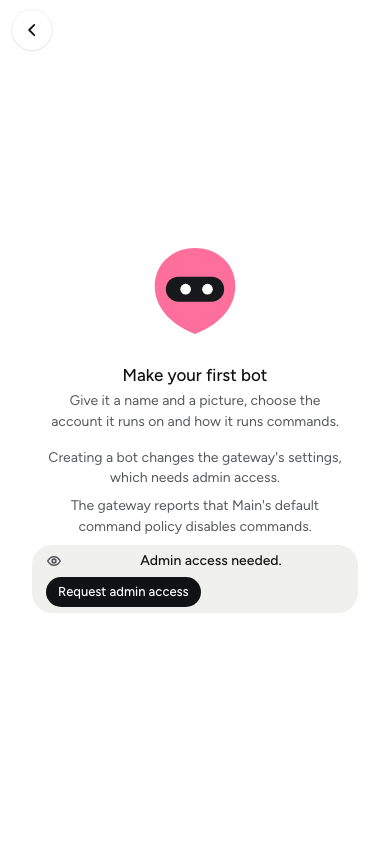 Make your first bot
Give it a name and a picture, choose the
account it runs on and how it runs commands.
Creating a bot changes the gateway's settings,
which needs admin access.
The gateway reports that Main's default
command policy disables commands.
Admin access needed.
Request admin access